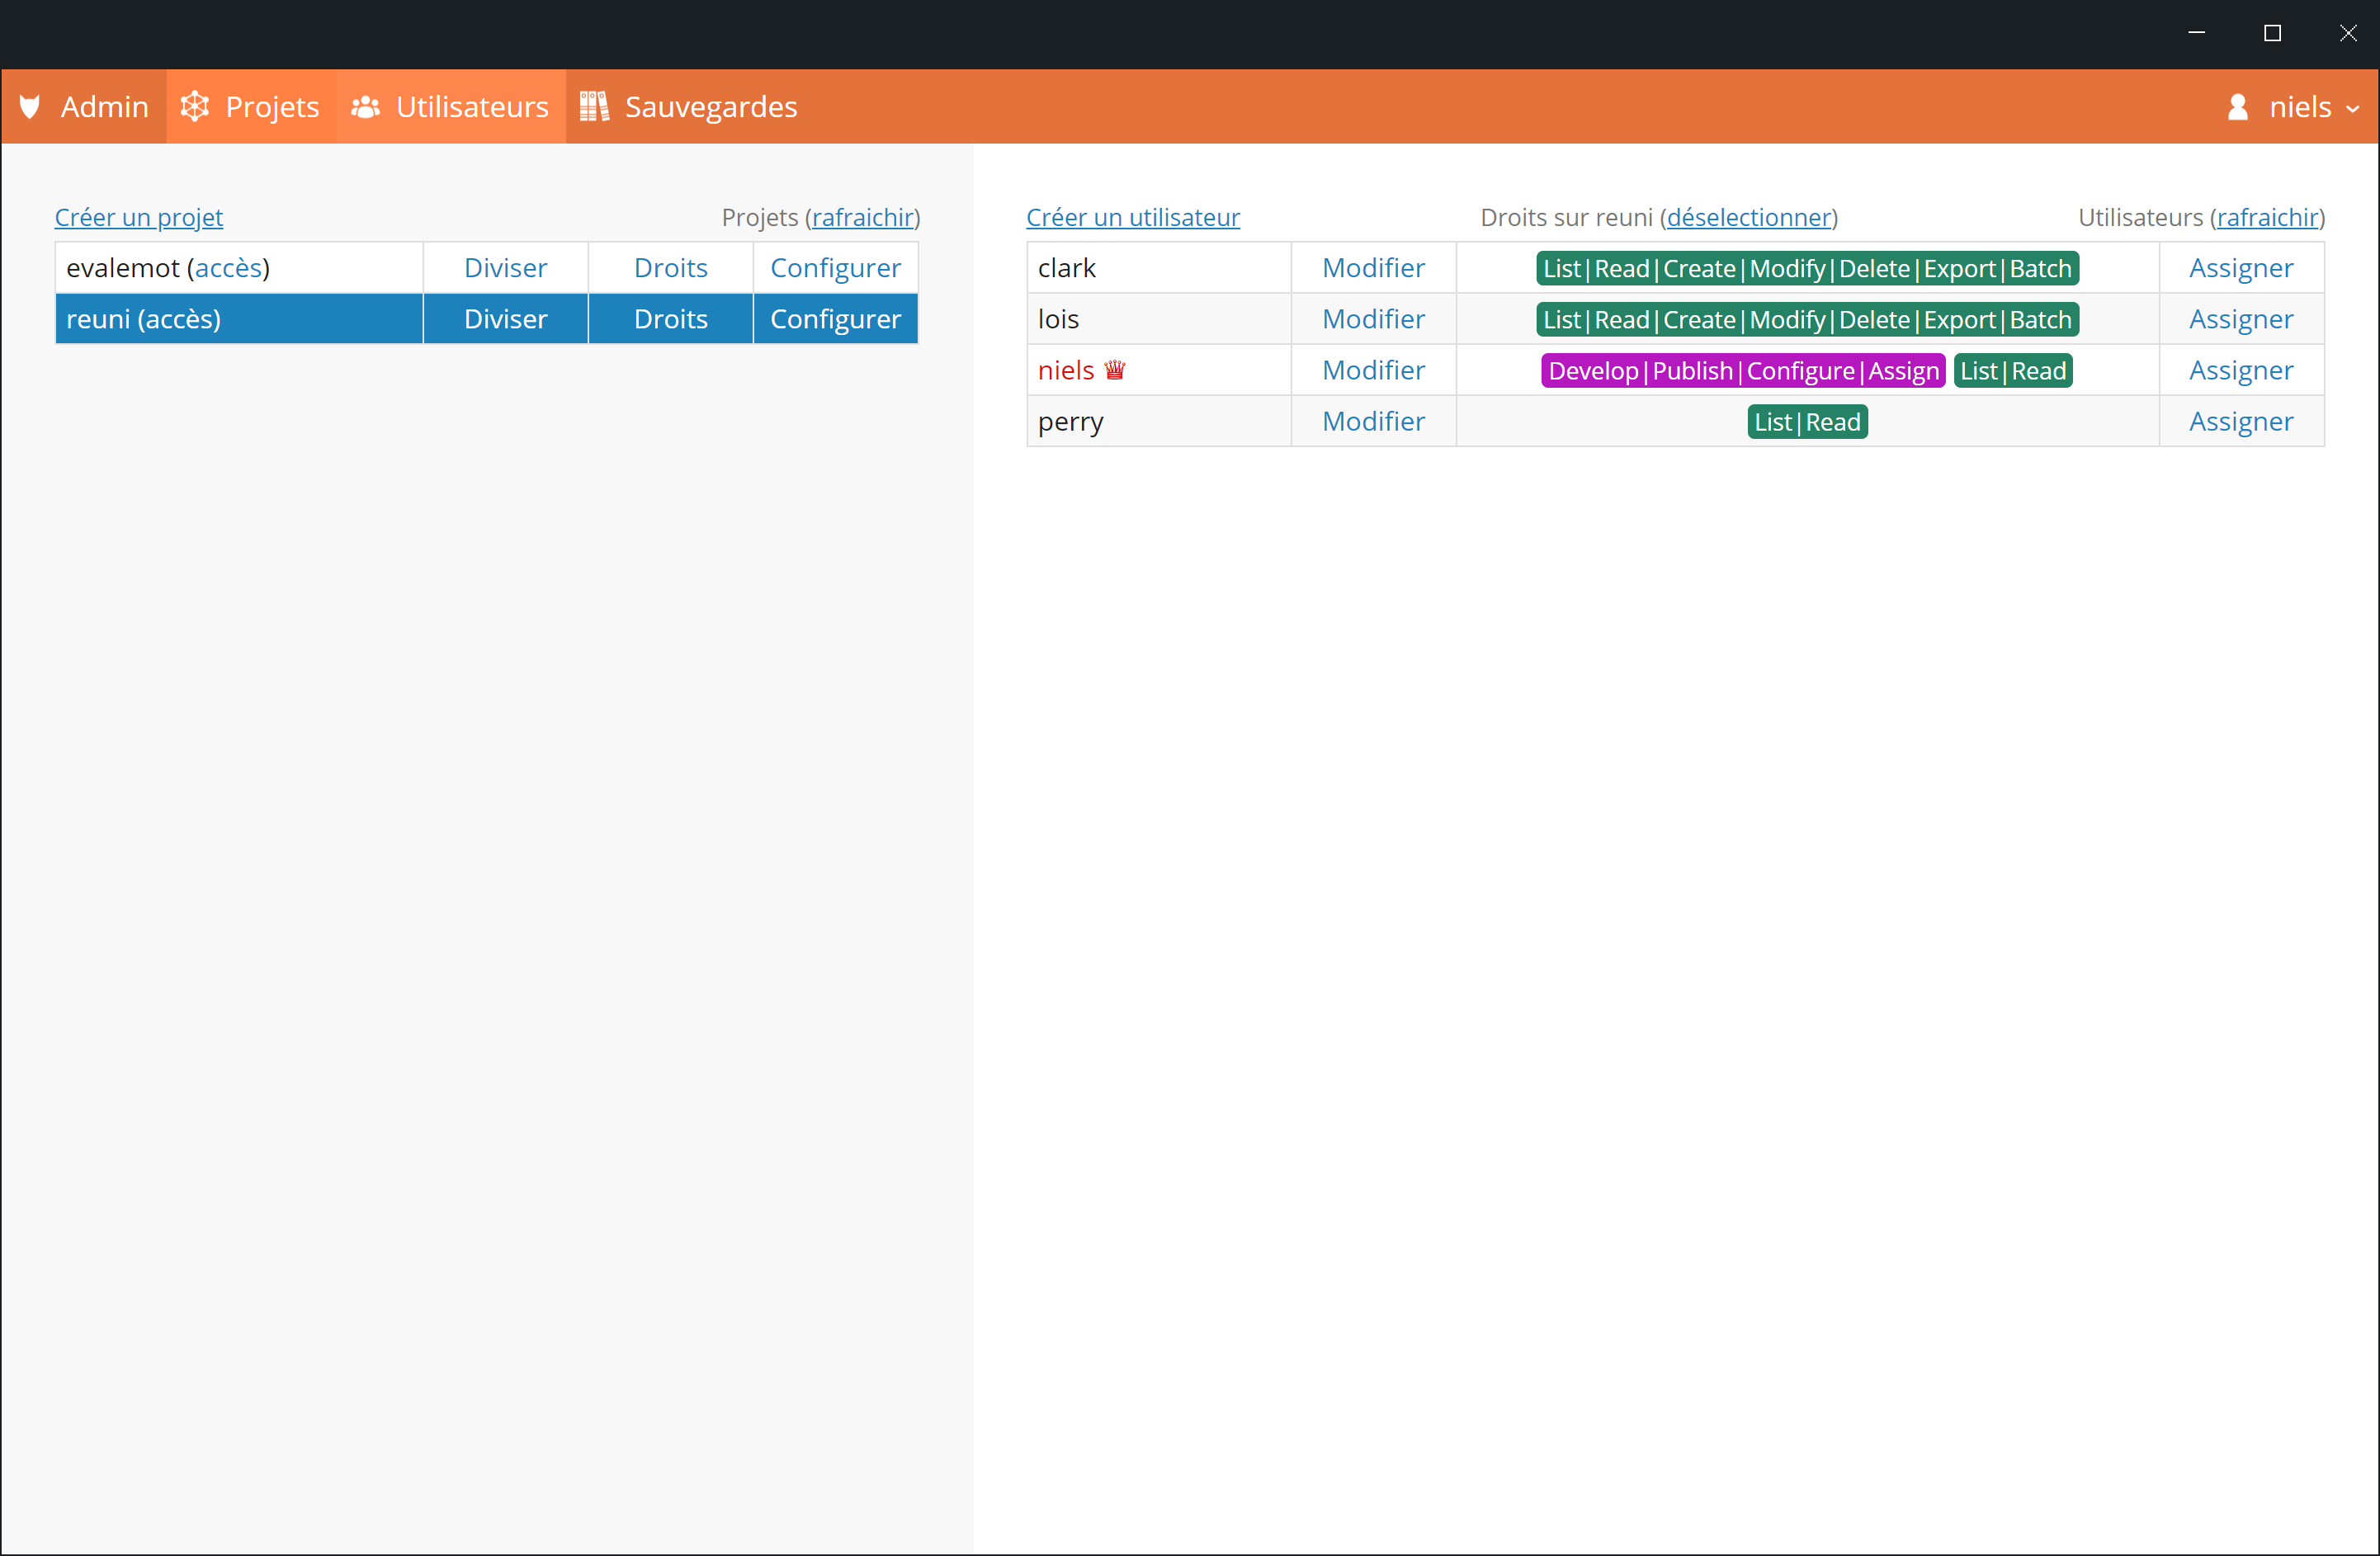 Admin Projets Utilisateurs Sauvegardes niels
Créer un projet Projets (rafraichir)
evalemot (accès) Diviser Droits Configurer
reuni (accès) Diviser Droits Configurer
Créer un utilisateur Droits sur reuni (déselectionner) Utilisateurs (rafraichir)
clark Modifier List|Read|Create|Modify|Delete|Export|Batch Assigner
lois Modifier List|Read|Create|Modify|Delete|Export|Batch Assigner
niels ♛ Modifier Develop|Publish|Configure|Assign List|Read Assigner
perry Modifier List|Read Assigner